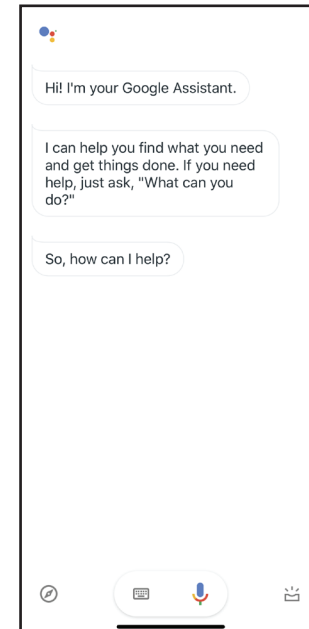 Hi! I'm your Google Assistant.
I can help you find what you need
and get things done. If you need
help, just ask, "What can you
do?"
So, how can I help?